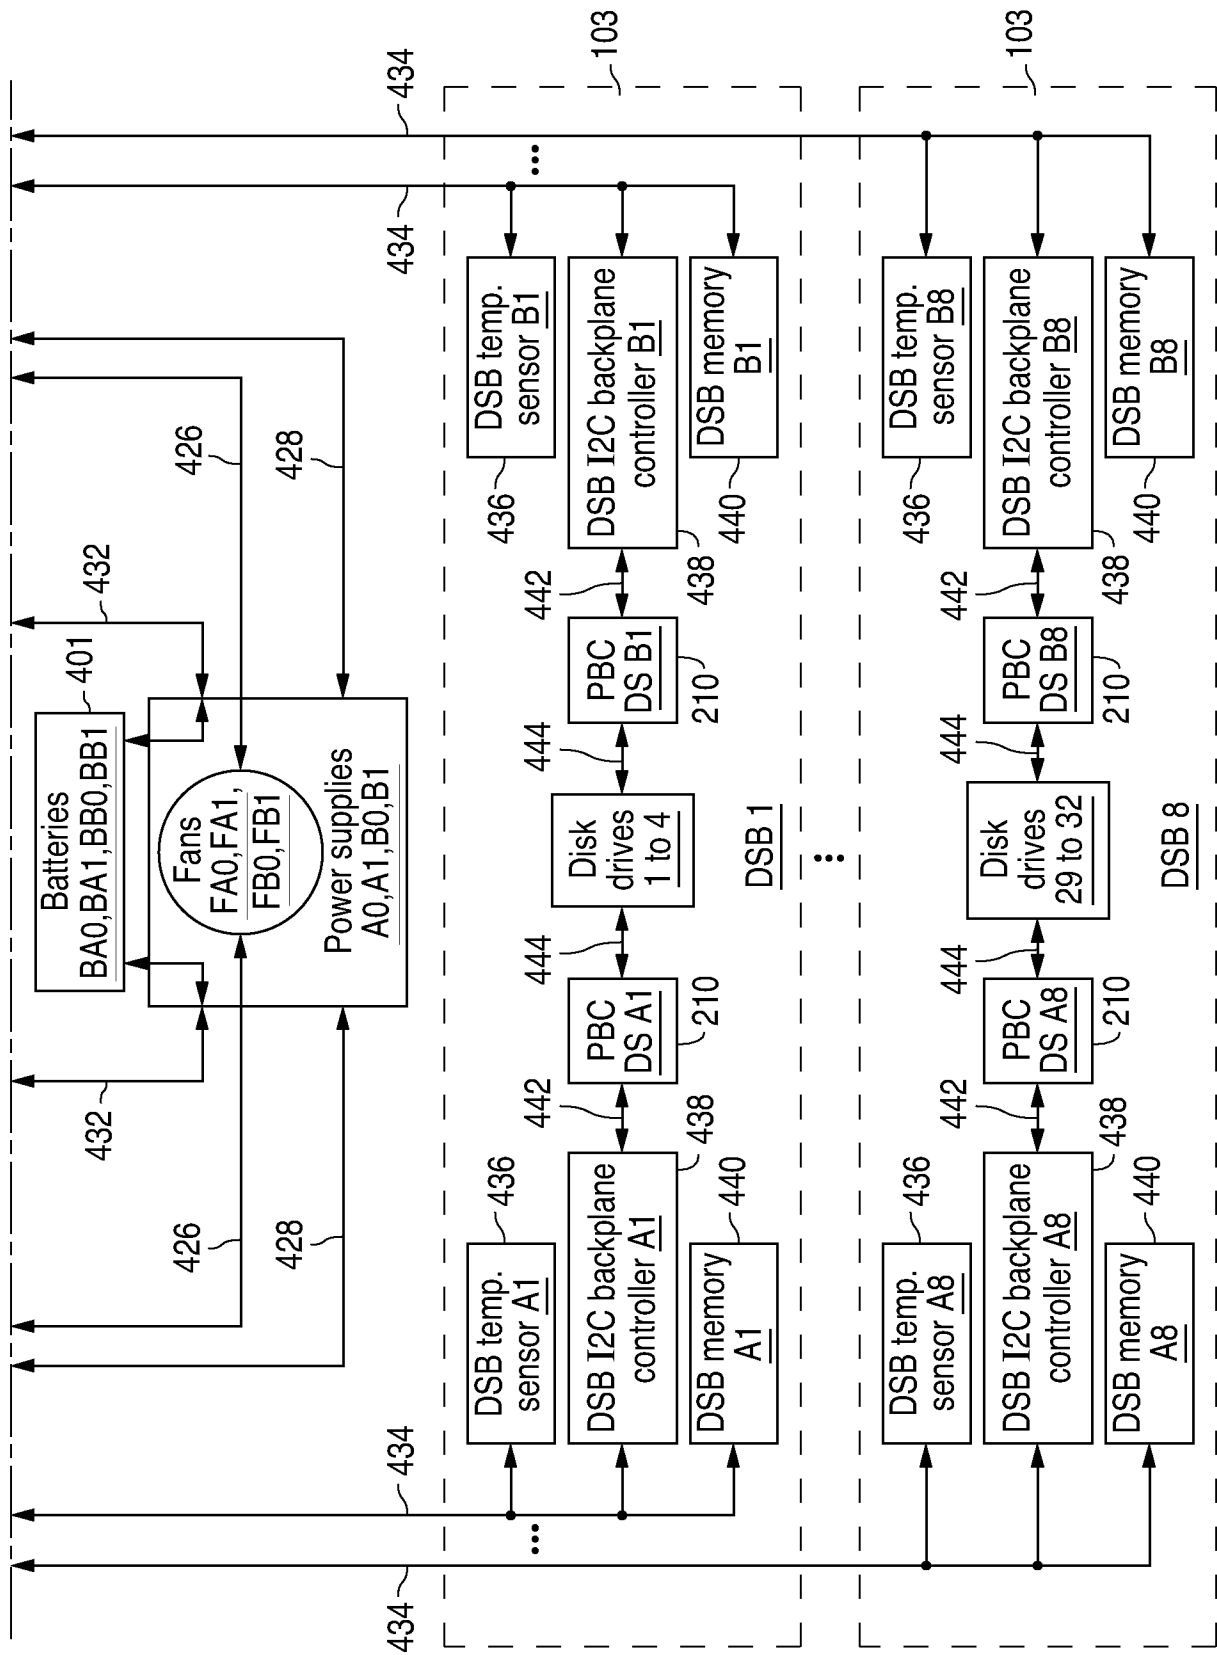 432
401
432
Batteries
BA0,BA1,BB0,BB1
426
426
Fans
FA0,FA1,
FB0,FB1
428
428
Power supplies
A0,A1,B0,B1
434
434
434
434
103
436
DSB temp.
sensor A1
DSB temp.
sensor B1
436
DSB I2C backplane
controller A1
438
442
PBC
DS A1
210
444
Disk
drives
1 to 4
444
PBC
DS B1
210
442
DSB I2C backplane
controller B1
438
DSB memory
A1
440
DSB memory
B1
440
DSB 1
103
436
DSB temp.
sensor A8
DSB temp.
sensor B8
436
DSB I2C backplane
controller A8
438
442
PBC
DS A8
210
444
Disk
drives
29 to 32
444
PBC
DS B8
210
442
DSB I2C backplane
controller B8
438
DSB memory
A8
440
DSB memory
B8
440
DSB 8